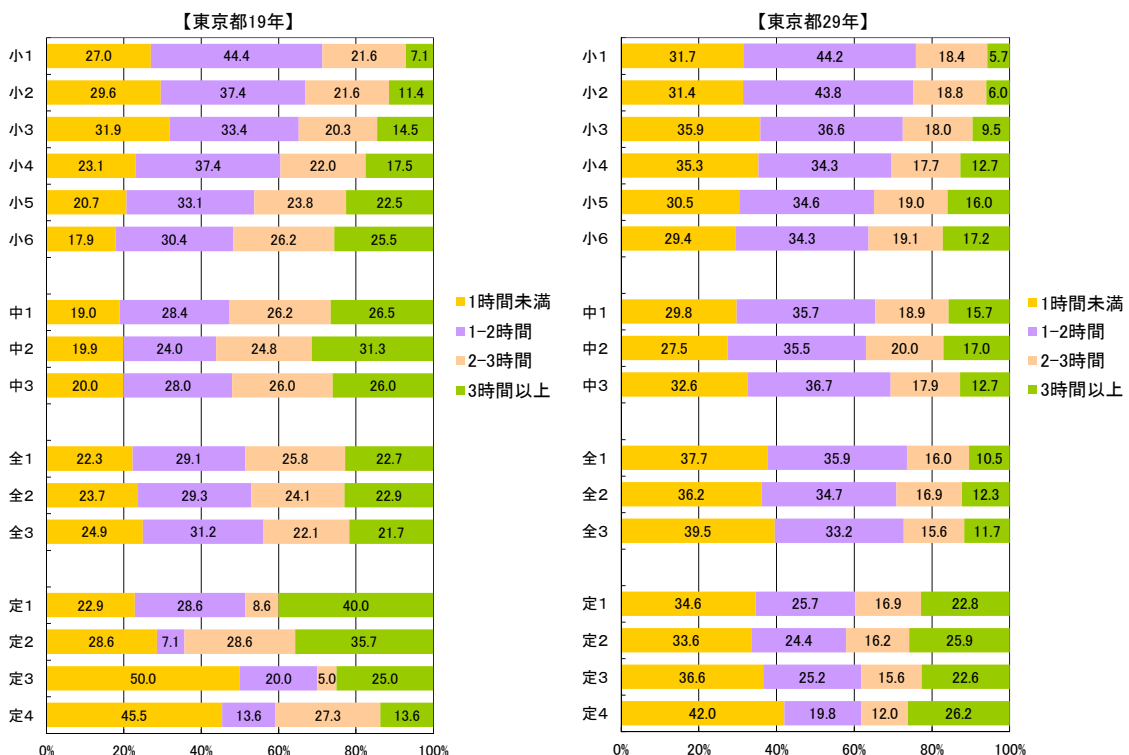 【東京都19年】
小1 27.0 44.4 21.6 7.1
小2 29.6 37.4 21.6 11.4
小3 31.9 33.4 20.3 14.5
小4 23.1 37.4 22.0 17.5
小5 20.7 33.1 23.8 22.5
小6 17.9 30.4 26.2 25.5
中1 19.0 28.4 26.2 26.5
中2 19.9 24.0 24.8 31.3
中3 20.0 28.0 26.0 26.0
全1 22.3 29.1 25.8 22.7
全2 23.7 29.3 24.1 22.9
全3 24.9 31.2 22.1 21.7
定1 22.9 28.6 8.6 40.0
定2 28.6 7.1 28.6 35.7
定3 50.0 20.0 5.0 25.0
定4 45.5 13.6 27.3 13.6
0% 20% 40% 60% 80% 100%
1時間未満
1-2時間
2-3時間
3時間以上
【東京都29年】
小1 31.7 44.2 18.4 5.7
小2 31.4 43.8 18.8 6.0
小3 35.9 36.6 18.0 9.5
小4 35.3 34.3 17.7 12.7
小5 30.5 34.6 19.0 16.0
小6 29.4 34.3 19.1 17.2
中1 29.8 35.7 18.9 15.7
中2 27.5 35.5 20.0 17.0
中3 32.6 36.7 17.9 12.7
全1 37.7 35.9 16.0 10.5
全2 36.2 34.7 16.9 12.3
全3 39.5 33.2 15.6 11.7
定1 34.6 25.7 16.9 22.8
定2 33.6 24.4 16.2 25.9
定3 36.6 25.2 15.6 22.6
定4 42.0 19.8 12.0 26.2
0% 20% 40% 60% 80% 100%
1時間未満
1-2時間
2-3時間
3時間以上